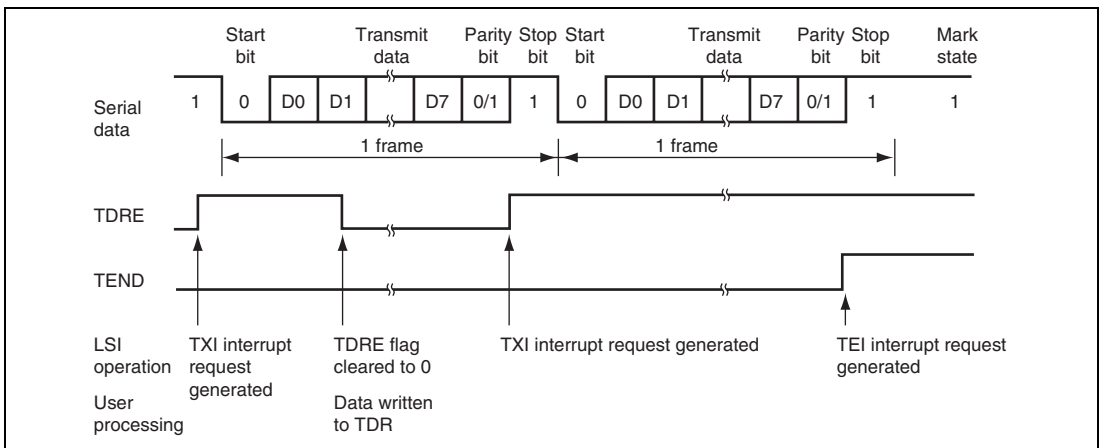 Start bit Transmit data Parity bit Stop bit Start bit Transmit data Parity bit Stop bit Mark state
Serial data 1 0 D0 D1 D7 0/1 1 0 D0 D1 D7 0/1 1 1
1 frame 1 frame
TDRE
TEND
LSI operation
TXI interrupt request generated
TDRE flag cleared to 0
TXI interrupt request generated
TEI interrupt request generated
User processing
Data written to TDR